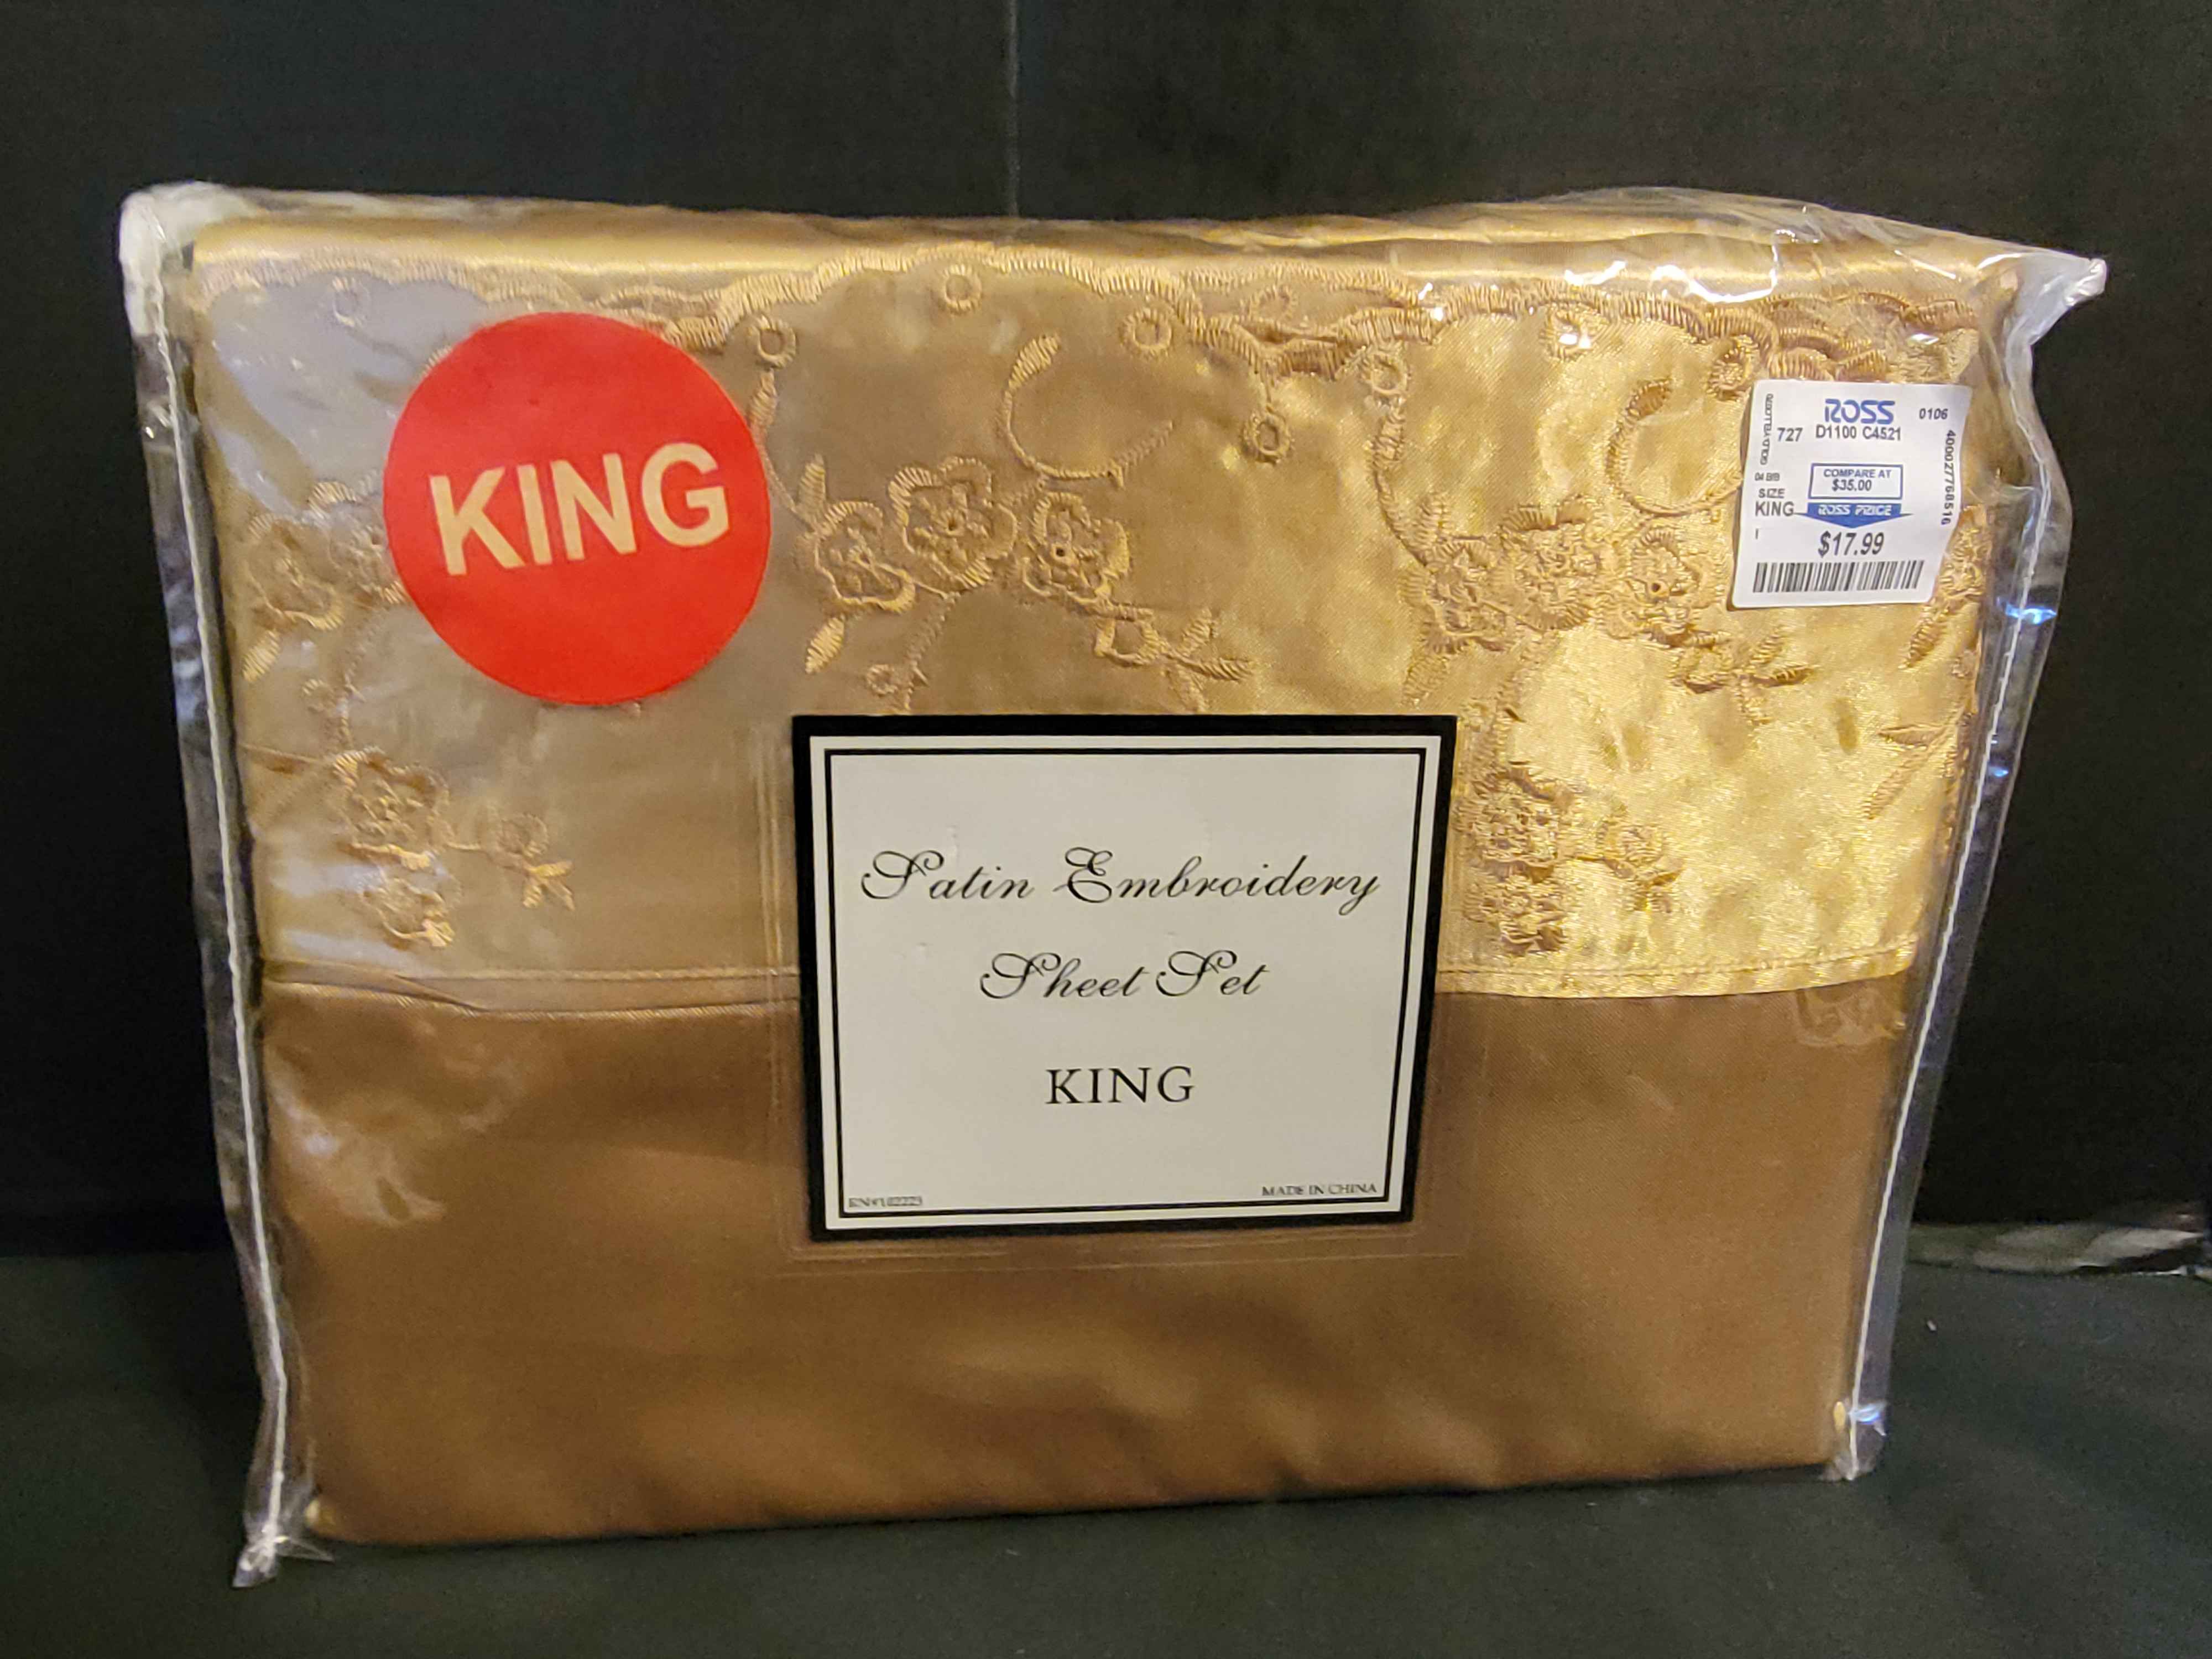 KING
ROSS
0106
727 D1100 C4521
COMPARE AT
$35.00
SIZE
KING
ROSS PRICE
$17.99
40027768516
Satin Embroidery
Sheet Set
KING
MADE IN CHINA